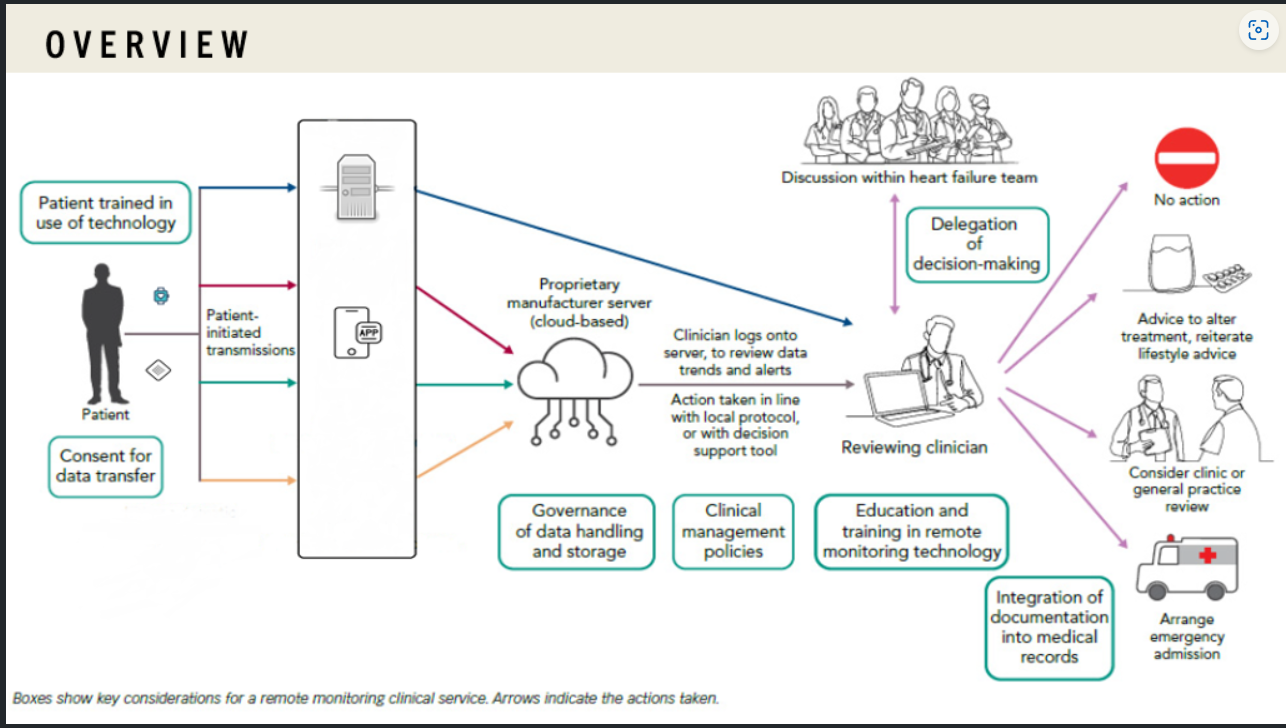 OVERVIEW
Patient trained in
use of technology
Patient-
initiated
transmissions
Patient
Consent for
data transfer
APP
Proprietary
manufacturer server
(cloud-based)
Clinician logs onto
server, to review data
trends and alerts
Action taken in line
with local protocol,
or with decision
support tool
Discussion within heart failure team
Delegation
of
decision-making
Reviewing clinician
Governance
of data handling
and storage
Clinical
management
policies
Education and
training in remote
monitoring technology
Integration of
documentation
into medical
records
No action
Advice to alter
treatment, reiterate
lifestyle advice
Consider clinic or
general practice
review
Arrange
emergency
admission
Boxes show key considerations for a remote monitoring clinical service. Arrows indicate the actions taken.